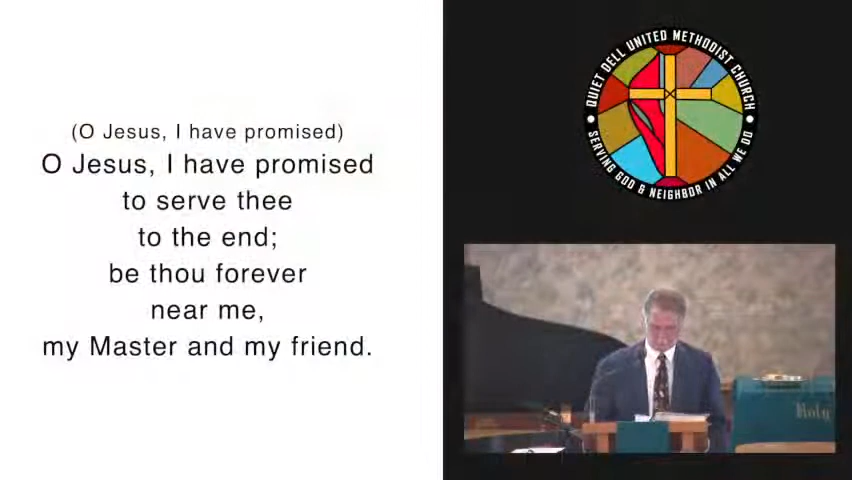 (O Jesus, I have promised)
O Jesus, I have promised
to serve thee
to the end;
be thou forever
near me,
my Master and my friend.
QUIET DELL UNITED METHODIST CHURCH
SERVING GOD & NEIGHBOR IN ALL WE DO
Holy